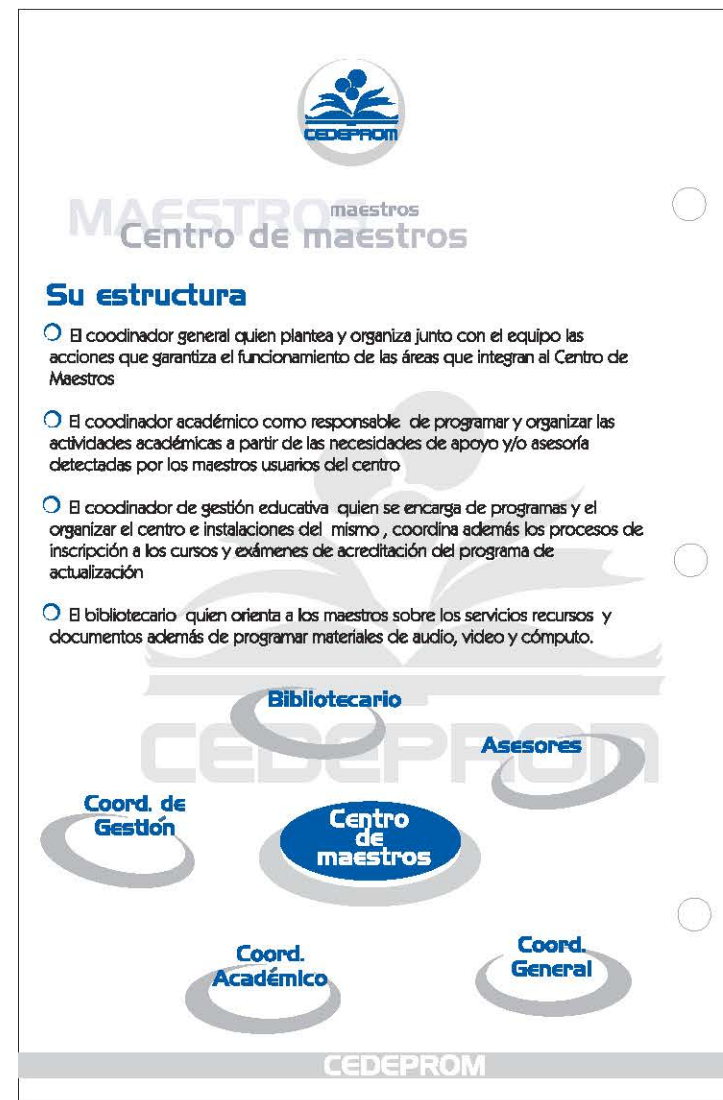 CEDEPROM
MAESTROS
maestros
Centro de maestros
Su estructura
El coodinador general quien plantea y organiza junto con el equipo las
acciones que garantiza el funcionamiento de las áreas que integran al Centro de
Maestros
El coodinador académico como responsable de programar y organizar las
actividades académicas a partir de las necesidades de apoyo y/o asesoría
detectadas por los maestros usuarios del centro
El coodinador de gestión educativa quien se encarga de programas y el
organizar el centro e instalaciones del mismo , coordina además los procesos de
inscripción a los cursos y exámenes de acreditación del programa de
actualización
El bibliotecario quien orienta a los maestros sobre los servicios recursos y
documentos además de programar materiales de audio, video y cómputo.
CEDEPROM
Bibliotecario
Asesores
Coord. de
Gestión
Centro
de
maestros
Coord.
Académico
Coord.
General
CEDEPROM